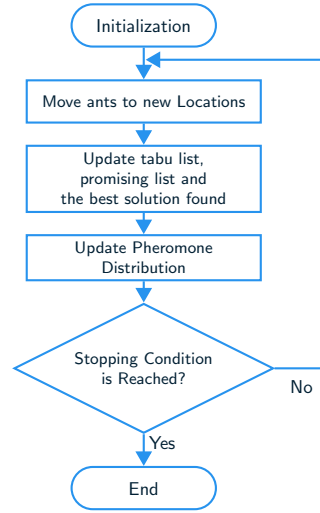 Initialization
Move ants to new Locations
Update tabu list,
promising list and
the best solution found
Update Pheromone
Distribution
Stopping Condition
is Reached?
No
Yes
End